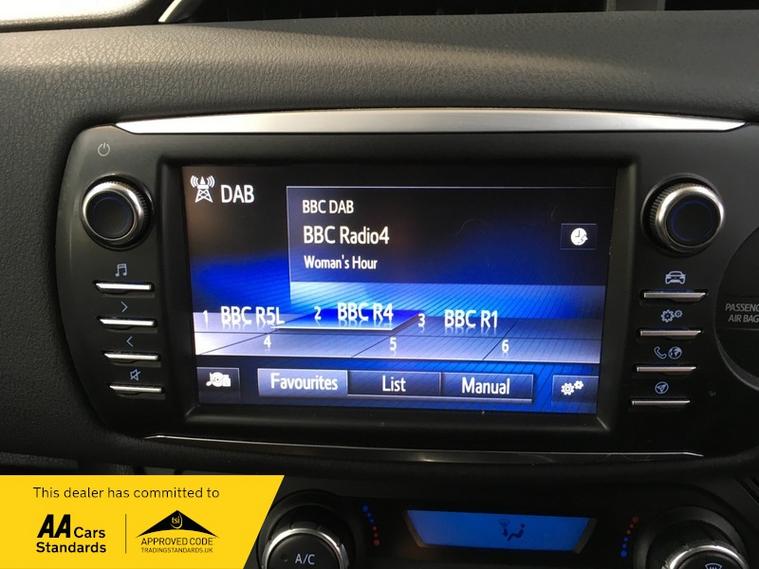 DAB
BBC DAB
BBC Radio4
Woman's Hour
1 BBC R5L 2 BBC R4 3 BBC R1
4 5 6
Favourites List Manual
PASSENG
AIR BAG
A/C
This dealer has committed to
AA Cars
Standards
tsi
APPROVED CODE
TRADINGSTANDARDS.UK